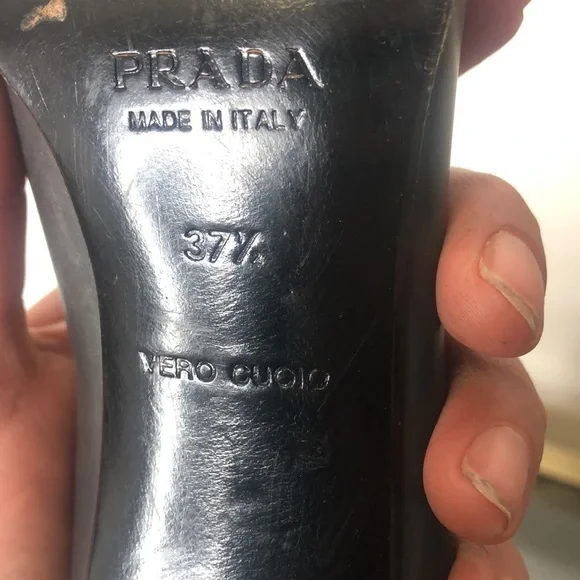 PRADA
MADE IN ITALY
37½
VERO CUOIO